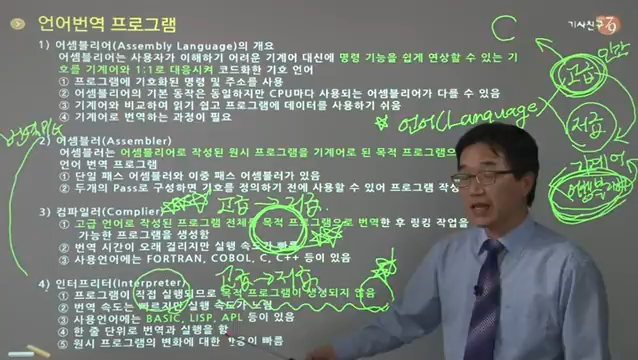 언어번역 프로그램
기사친구
1) 어셈블리어(Assembly Language)의 개요
어셈블리어는 사용자가 이해하기 어려운 기계어 대신에 명령 기능을 쉽게 연상할 수 있는 기
호를 기계어와 1:1로 대응시켜 코드화한 기호 언어
① 프로그램에 기호화된 명령 및 주소를 사용
② 어셈블리어의 기본 동작은 동일하지만 CPU마다 사용되는 어셈블리어가 다를 수 있음
③ 기계어와 비교하여 읽기 쉽고 프로그램에 데이터를 사용하기 쉬움
④ 기계어로 번역하는 과정이 필요
2) 어셈블러(Assembler)
어셈블러는 어셈블리어로 작성된 원시 프로그램을 기계어로 된 목적 프로그램으
언어 번역 프로그램
① 단일 패스 어셈블러와 이중 패스 어셈블러가 있음
② 두개의 Pass로 구성하면 기호를 정의하기 전에 사용할 수 있어 프로그램 작성
3) 컴파일러(Complier)
고급 → 저급
① 고급 언어로 작성된 프로그램 전체를 목적 프로그램으로 번역한 후 링킹 작업을
가능한 프로그램을 생성함
② 번역 시간이 오래 걸리지만 실행 속도가 빠름
③ 사용언어에는 FORTRAN, COBOL, C, C++ 등이 있음
4) 인터프리터(Interpreter)
고급 → 저급
① 프로그램이 직접 실행되므로 목적 프로그램이 생성되지 않음
② 번역 속도는 빠르지만 실행 속도가 느림
③ 사용언어에는 BASIC, LISP, APL 등이 있음
④ 한 줄 단위로 번역과 실행을 함
⑤ 원시 프로그램의 변화에 대한 반응이 빠름
C
인간
고급
언어(Language)
저급
기계어